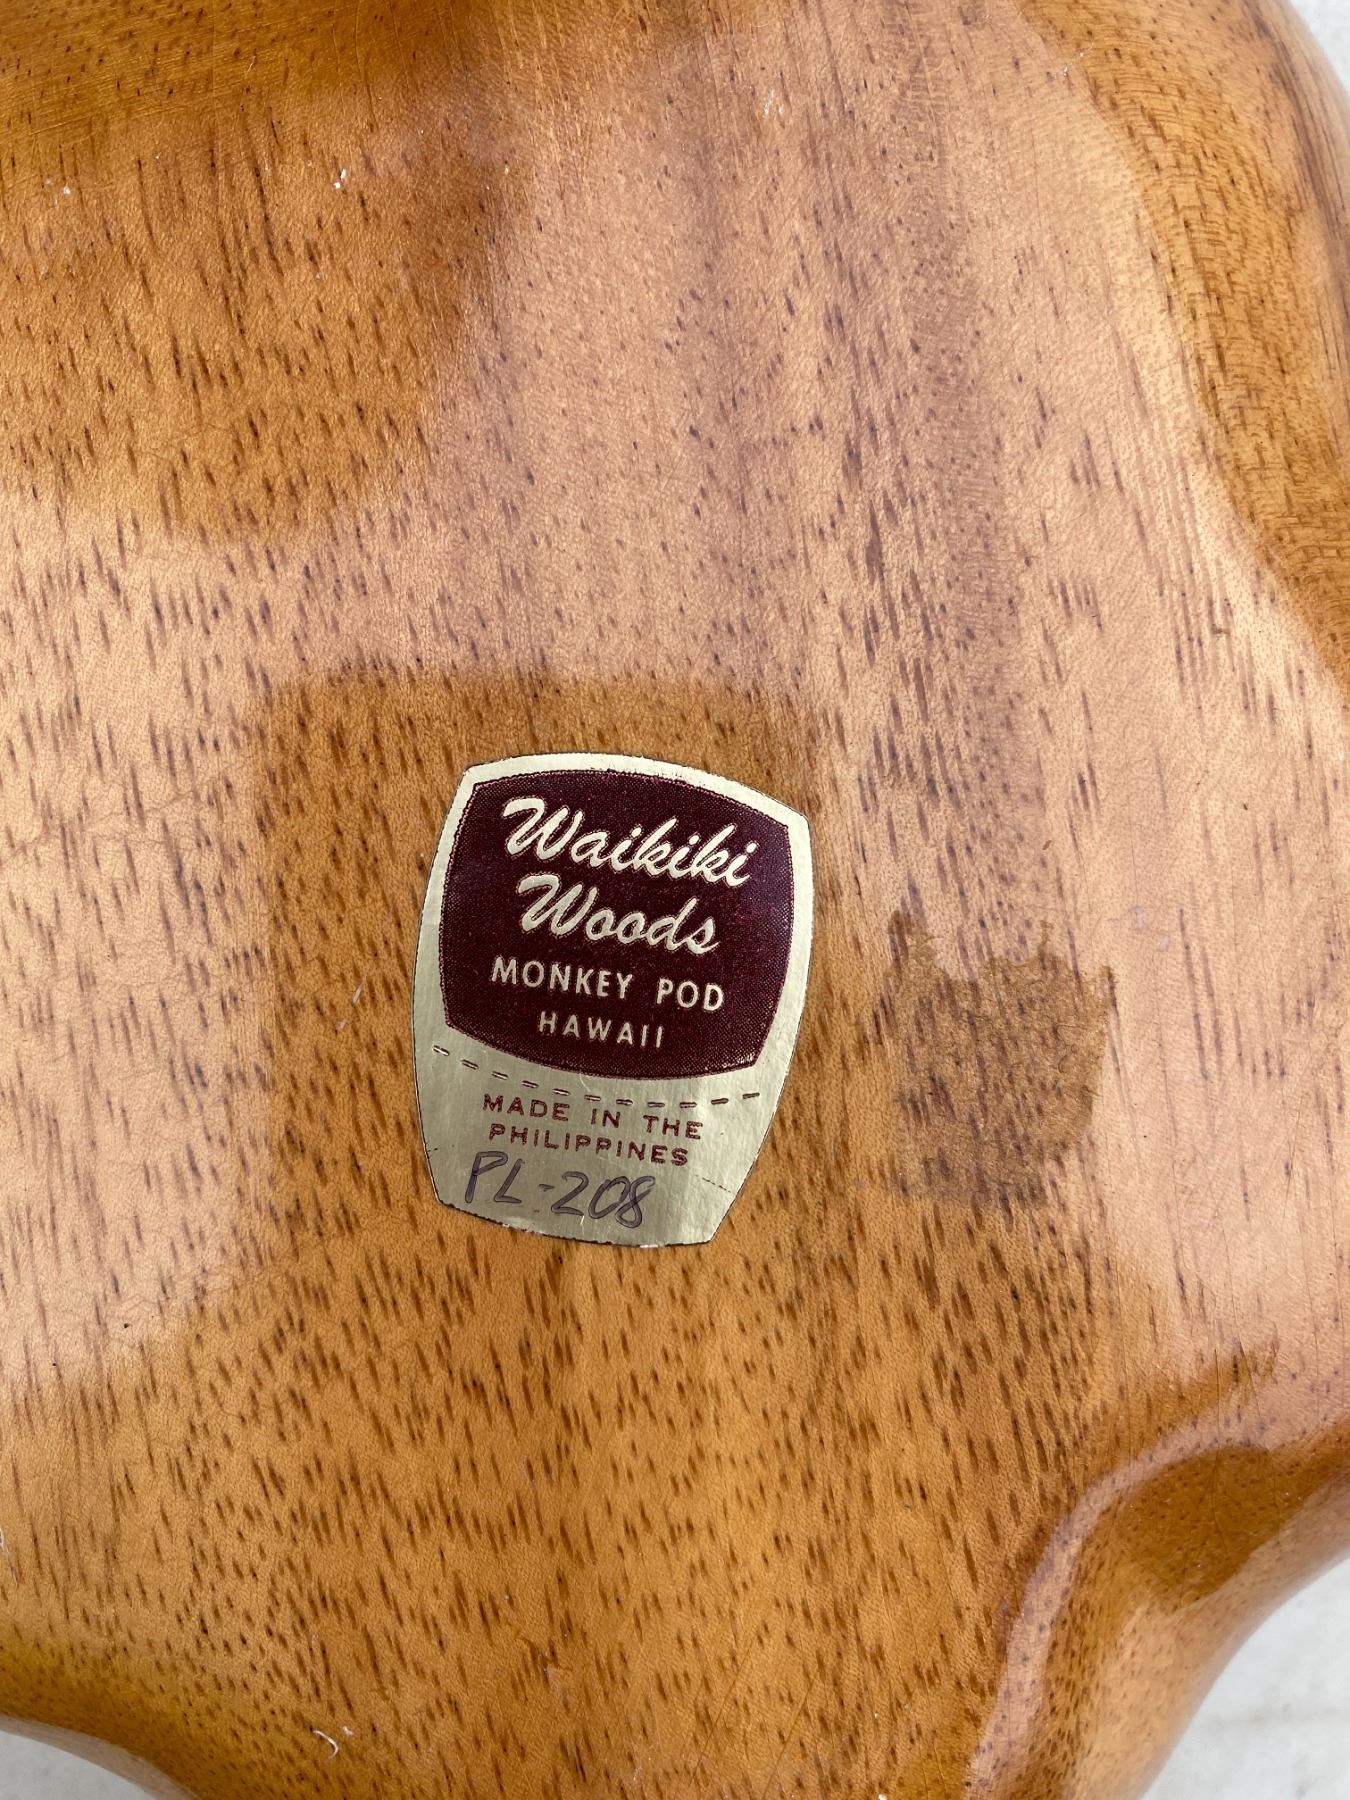 Waikiki
Woods
MONKEY POD
HAWAII
MADE IN THE
PHILIPPINES
PL-208